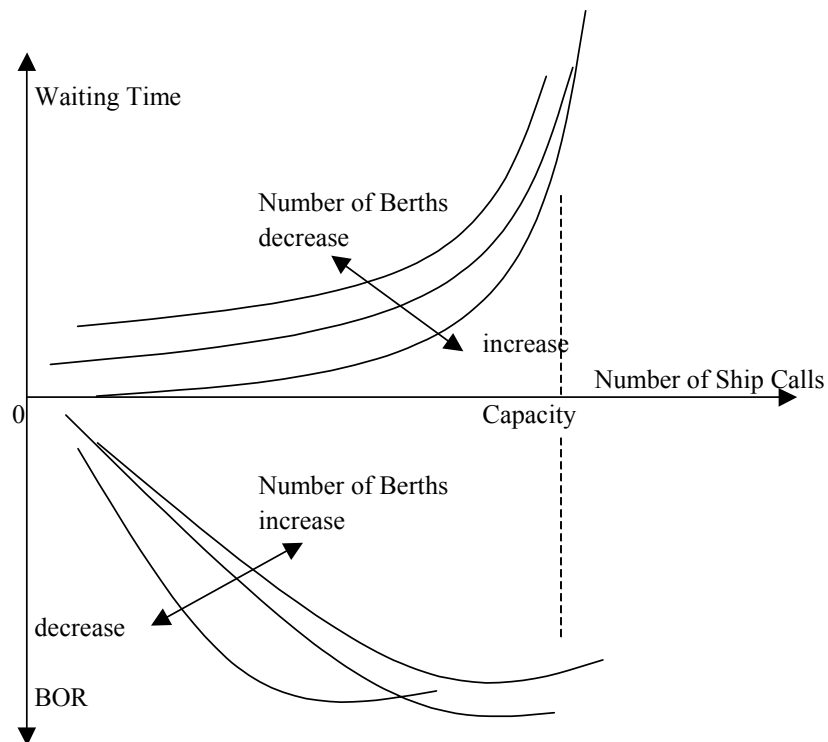 Waiting Time
Number of Berths
decrease
increase
Number of Ship Calls
0
Capacity
Number of Berths
increase
decrease
BOR